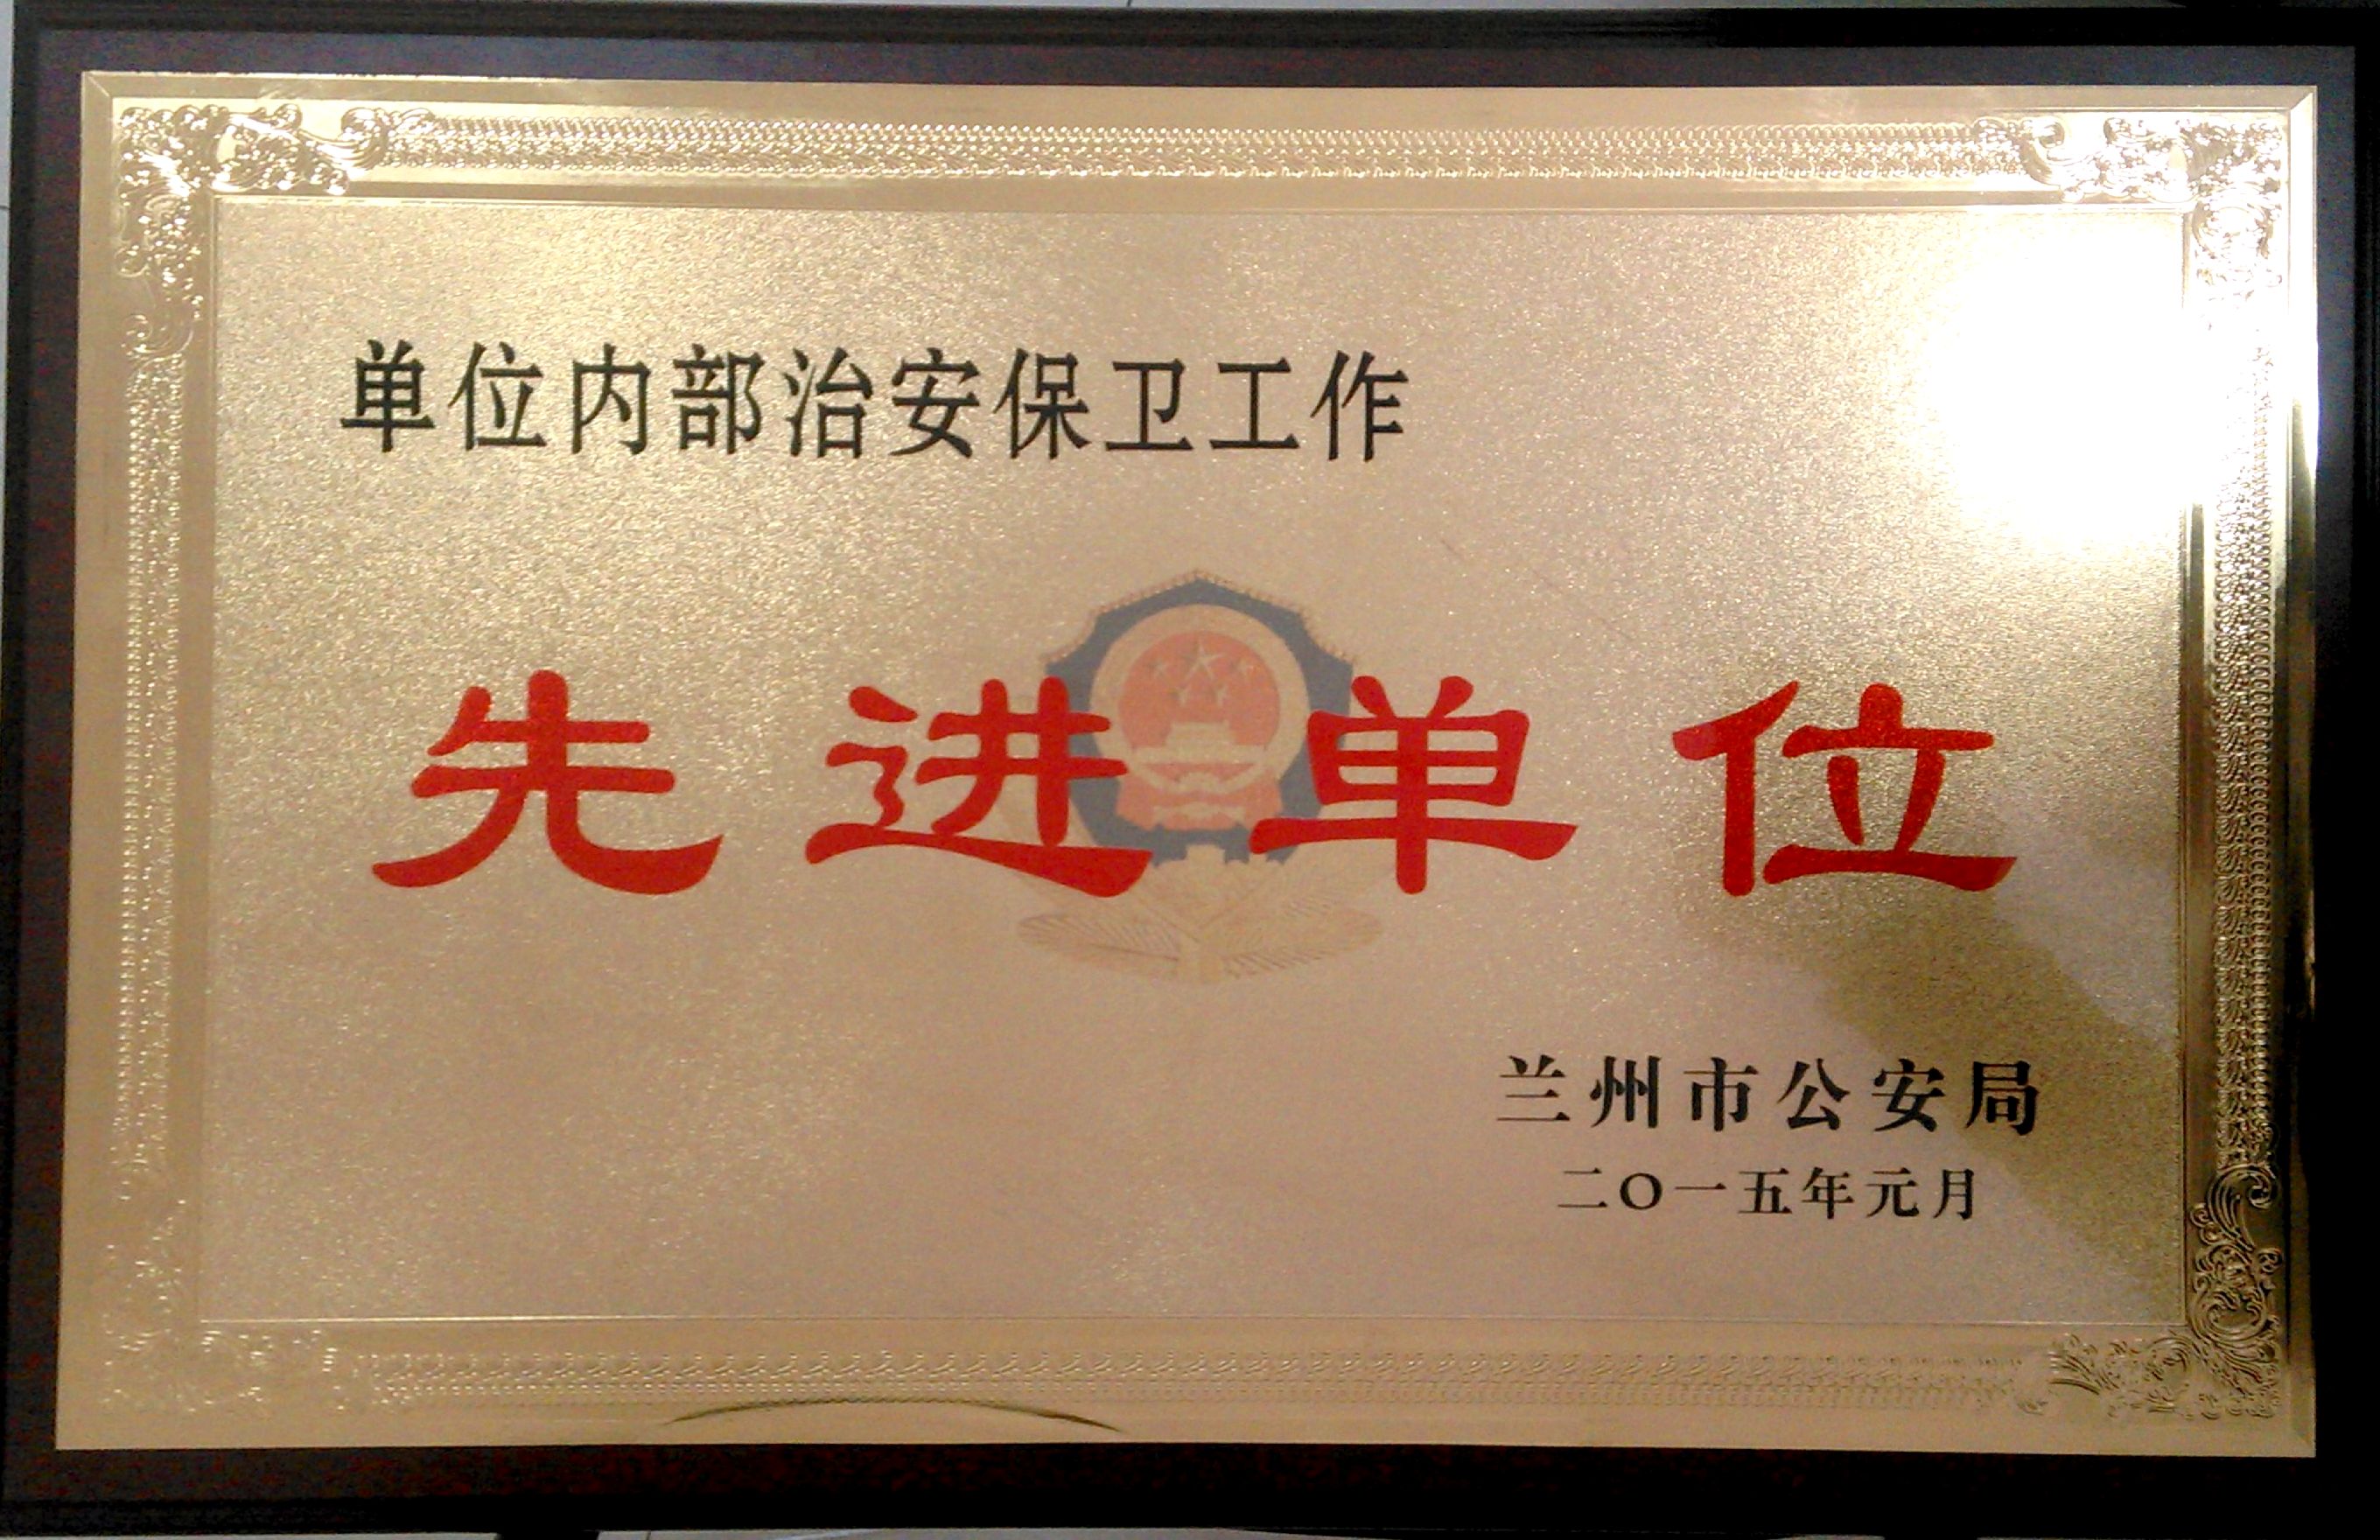 单位内部治安保卫工作
先进单位
兰州市公安局
二〇一五年元月